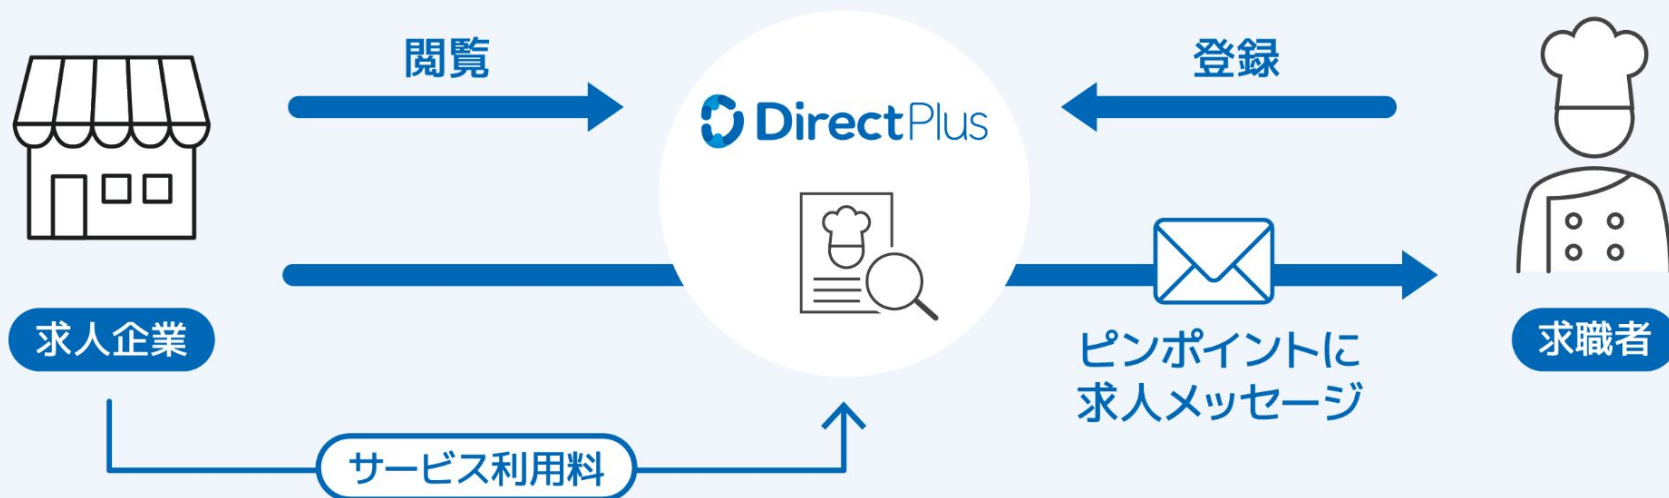 閲覧
登録
DirectPlus
求人企業
ピンポイントに
求人メッセージ
求職者
サービス利用料